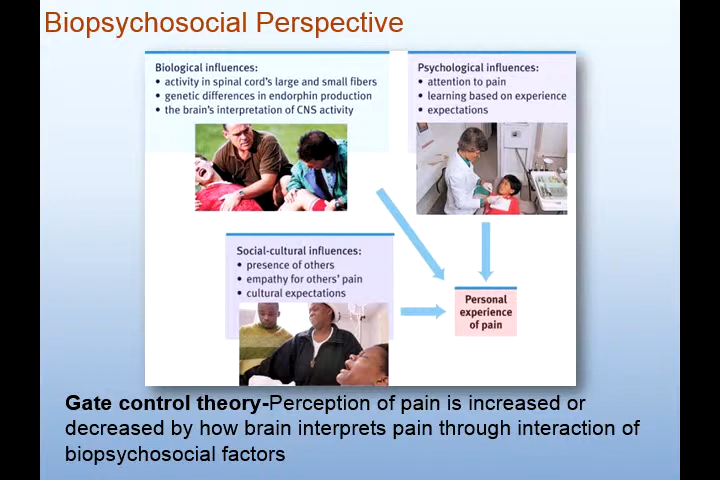 Biopsychosocial Perspective
Biological influences:
• activity in spinal cord's large and small fibers
• genetic differences in endorphin production
• the brain's interpretation of CNS activity
Psychological influences:
• attention to pain
• learning based on experience
• expectations
Social-cultural influences:
• presence of others
• empathy for others' pain
• cultural expectations
Personal
experience
of pain
Gate control theory-Perception of pain is increased or
decreased by how brain interprets pain through interaction of
biopsychosocial factors